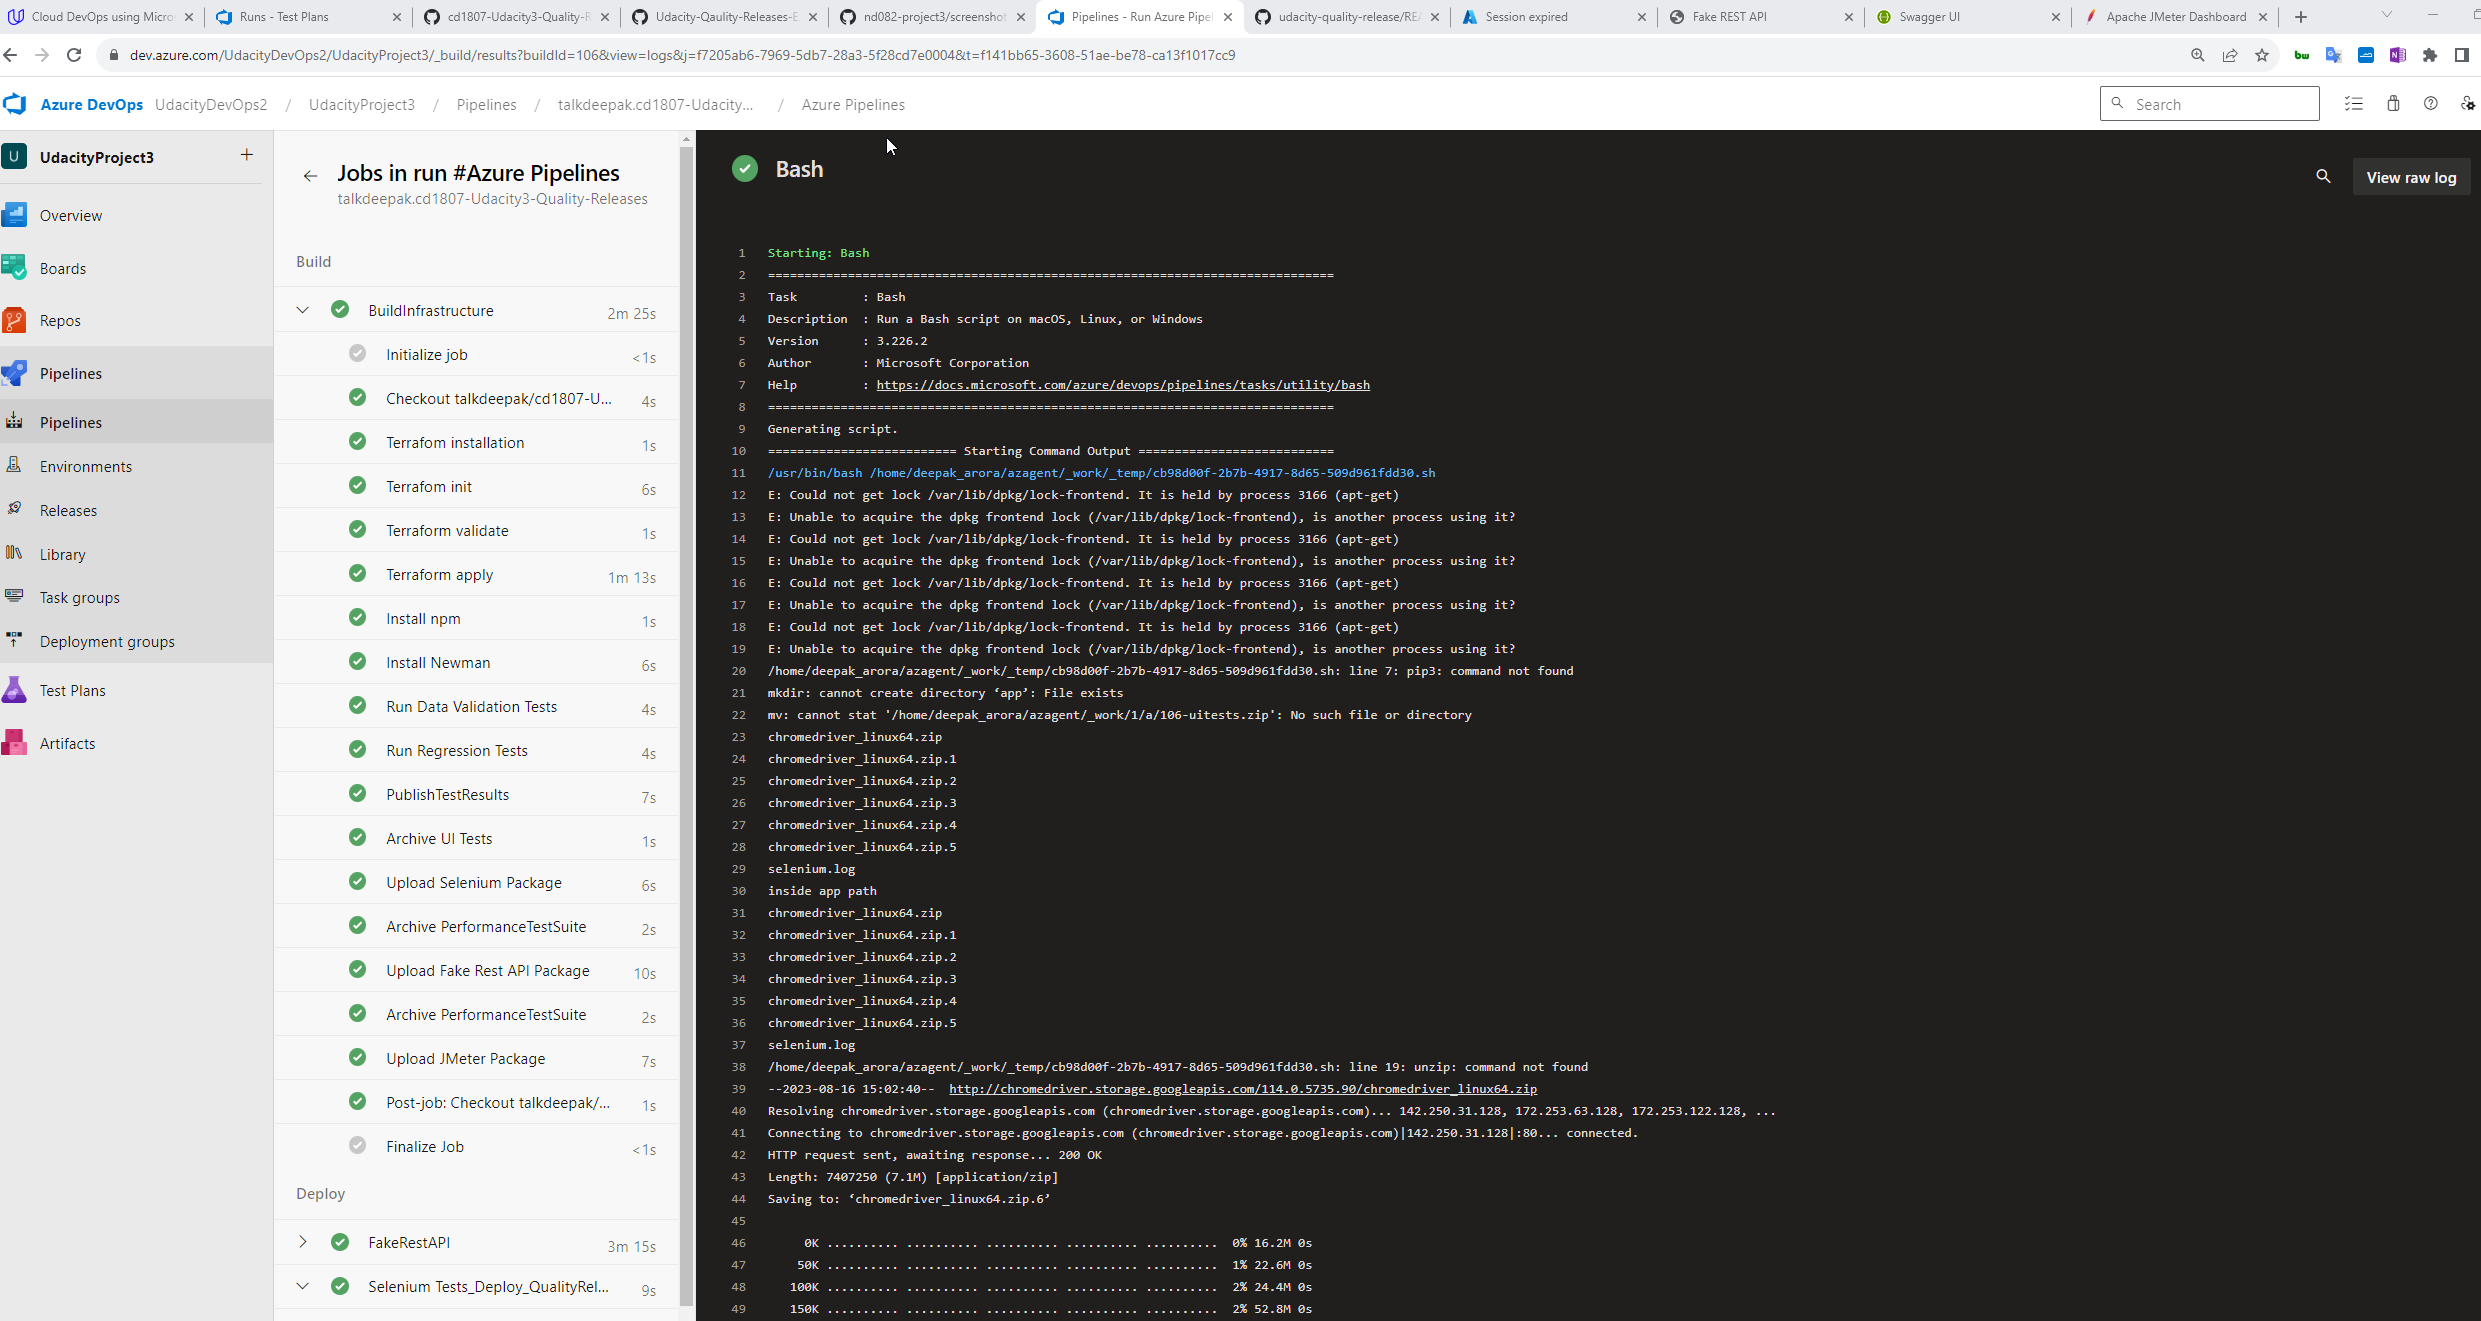 Cloud DevOps using Micros
Runs - Test Plans
cd1807-Udacity3-Quality-R
Udacity-Qaulity-Releases-E
nd082-project3/screenshot
Pipelines - Run Azure Pipel
udacity-quality-release/REA
Session expired
Fake REST API
Swagger UI
Apache JMeter Dashboard
dev.azure.com/UdacityDevOps2/UdacityProject3/_build/results?buildId=106&view=logs&j=f7205ab6-7969-5db7-28a3-5f28cd7e0004&t=f141bb65-3608-51ae-be78-ca13f1017cc9
Azure DevOps UdacityDevOps2 / UdacityProject3 / Pipelines / talkdeepak.cd1807-Udacity... / Azure Pipelines
Search
U UdacityProject3 +
Overview
Boards
Repos
Pipelines
Pipelines
Environments
Releases
Library
Task groups
Deployment groups
Test Plans
Artifacts
Jobs in run #Azure Pipelines
talkdeepak.cd1807-Udacity3-Quality-Releases
Build
BuildInfrastructure 2m 25s
Initialize job <1s
Checkout talkdeepak/cd1807-U... 4s
Terrafom installation 1s
Terrafom init 6s
Terraform validate 1s
Terraform apply 1m 13s
Install npm 1s
Install Newman 6s
Run Data Validation Tests 4s
Run Regression Tests 4s
PublishTestResults 7s
Archive UI Tests 1s
Upload Selenium Package 6s
Archive PerformanceTestSuite 2s
Upload Fake Rest API Package 10s
Archive PerformanceTestSuite 2s
Upload JMeter Package 7s
Post-job: Checkout talkdeepak/... 1s
Finalize Job <1s
Deploy
FakeRestAPI 3m 15s
Selenium Tests_Deploy_QualityRel... 9s
Bash
View raw log
1 Starting: Bash
2 ==============================================================================
3 Task : Bash
4 Description : Run a Bash script on macOS, Linux, or Windows
5 Version : 3.226.2
6 Author : Microsoft Corporation
7 Help : https://docs.microsoft.com/azure/devops/pipelines/tasks/utility/bash
8 ==============================================================================
9 Generating script.
10 ========================== Starting Command Output ===========================
11 /usr/bin/bash /home/deepak_arora/azagent/_work/_temp/cb98d00f-2b7b-4917-8d65-509d961fdd30.sh
12 E: Could not get lock /var/lib/dpkg/lock-frontend. It is held by process 3166 (apt-get)
13 E: Unable to acquire the dpkg frontend lock (/var/lib/dpkg/lock-frontend), is another process using it?
14 E: Could not get lock /var/lib/dpkg/lock-frontend. It is held by process 3166 (apt-get)
15 E: Unable to acquire the dpkg frontend lock (/var/lib/dpkg/lock-frontend), is another process using it?
16 E: Could not get lock /var/lib/dpkg/lock-frontend. It is held by process 3166 (apt-get)
17 E: Unable to acquire the dpkg frontend lock (/var/lib/dpkg/lock-frontend), is another process using it?
18 E: Could not get lock /var/lib/dpkg/lock-frontend. It is held by process 3166 (apt-get)
19 E: Unable to acquire the dpkg frontend lock (/var/lib/dpkg/lock-frontend), is another process using it?
20 /home/deepak_arora/azagent/_work/_temp/cb98d00f-2b7b-4917-8d65-509d961fdd30.sh: line 7: pip3: command not found
21 mkdir: cannot create directory ‘app’: File exists
22 mv: cannot stat '/home/deepak_arora/azagent/_work/1/a/106-uitests.zip': No such file or directory
23 chromedriver_linux64.zip
24 chromedriver_linux64.zip.1
25 chromedriver_linux64.zip.2
26 chromedriver_linux64.zip.3
27 chromedriver_linux64.zip.4
28 chromedriver_linux64.zip.5
29 selenium.log
30 inside app path
31 chromedriver_linux64.zip
32 chromedriver_linux64.zip.1
33 chromedriver_linux64.zip.2
34 chromedriver_linux64.zip.3
35 chromedriver_linux64.zip.4
36 chromedriver_linux64.zip.5
37 selenium.log
38 /home/deepak_arora/azagent/_work/_temp/cb98d00f-2b7b-4917-8d65-509d961fdd30.sh: line 19: unzip: command not found
39 --2023-08-16 15:02:40-- http://chromedriver.storage.googleapis.com/114.0.5735.90/chromedriver_linux64.zip
40 Resolving chromedriver.storage.googleapis.com (chromedriver.storage.googleapis.com)... 142.250.31.128, 172.253.63.128, 172.253.122.128, ...
41 Connecting to chromedriver.storage.googleapis.com (chromedriver.storage.googleapis.com)|142.250.31.128|:80... connected.
42 HTTP request sent, awaiting response... 200 OK
43 Length: 7407250 (7.1M) [application/zip]
44 Saving to: ‘chromedriver_linux64.zip.6’
45
46 0K .......... .......... .......... .......... .......... 0% 16.2M 0s
47 50K .......... .......... .......... .......... .......... 1% 22.6M 0s
48 100K .......... .......... .......... .......... .......... 2% 24.4M 0s
49 150K .......... .......... .......... .......... .......... 2% 52.8M 0s